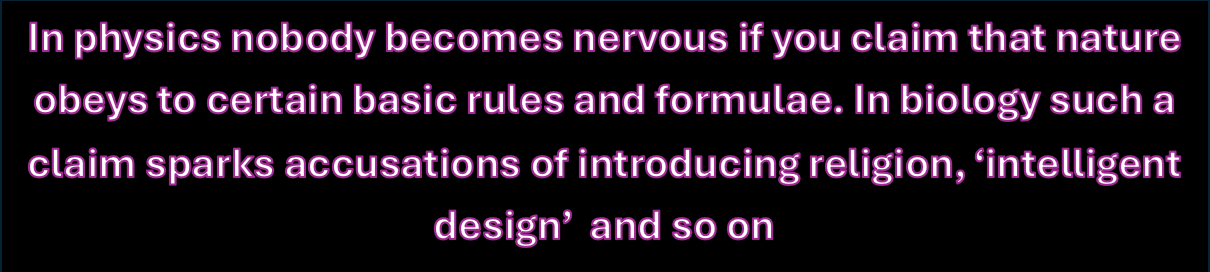 In physics nobody becomes nervous if you claim that nature
obeys to certain basic rules and formulae. In biology such a
claim sparks accusations of introducing religion, ‘intelligent
design’ and so on